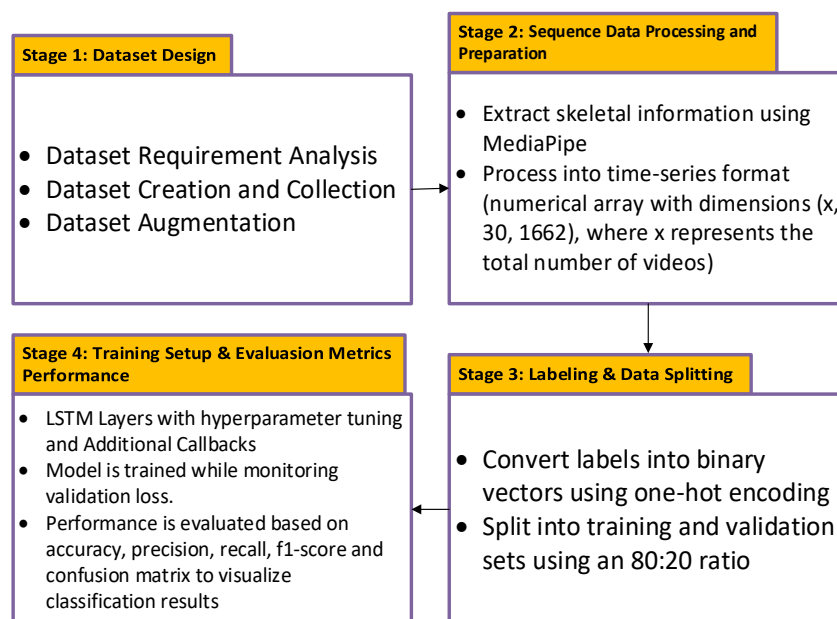 Stage 1: Dataset Design
• Dataset Requirement Analysis
• Dataset Creation and Collection
• Dataset Augmentation
Stage 2: Sequence Data Processing and
Preparation
• Extract skeletal information using
MediaPipe
• Process into time-series format
(numerical array with dimensions (x,
30, 1662), where x represents the
total number of videos)
Stage 3: Labeling & Data Splitting
• Convert labels into binary
vectors using one-hot encoding
• Split into training and validation
sets using an 80:20 ratio
Stage 4: Training Setup & Evaluasion Metrics
Performance
• LSTM Layers with hyperparameter tuning
and Additional Callbacks
• Model is trained while monitoring
validation loss.
• Performance is evaluated based on
accuracy, precision, recall, f1-score and
confusion matrix to visualize
classification results